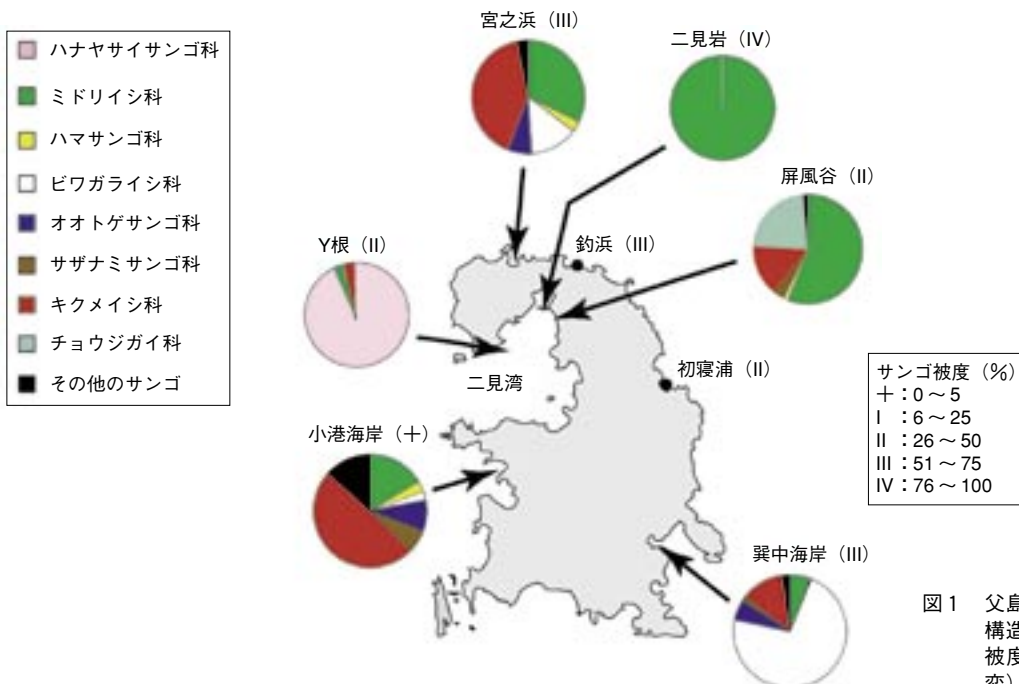 ハナヤサイサンゴ科
ミドリイシ科
ハマサンゴ科
ビワガライシ科
オオトゲサンゴ科
サザナミサンゴ科
キクメイシ科
チョウジガイ科
その他のサンゴ
宮之浜（III）
二見岩（IV）
屏風谷（II）
Y根（II）
釣浜（III）
二見湾
初寝浦（II）
小港海岸（＋）
巽中海岸（III）
サンゴ被度（%）
＋：0～5
I ：6～25
II ：26～50
III ：51～75
IV ：76～100
図1 父島
構造
被度
変）